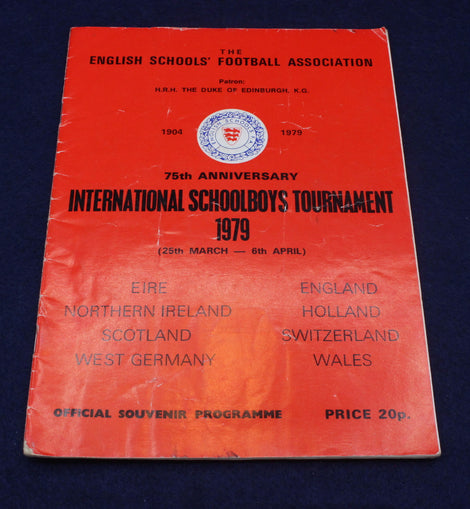 THE
ENGLISH SCHOOLS' FOOTBALL ASSOCIATION
Patron:
H.R.H. THE DUKE OF EDINBURGH, K.G.
1904 1979
75th ANNIVERSARY
INTERNATIONAL SCHOOLBOYS TOURNAMENT
1979
(25th MARCH — 6th APRIL)
EIRE ENGLAND
NORTHERN IRELAND HOLLAND
SCOTLAND SWITZERLAND
WEST GERMANY WALES
OFFICIAL SOUVENIR PROGRAMME PRICE 20p.